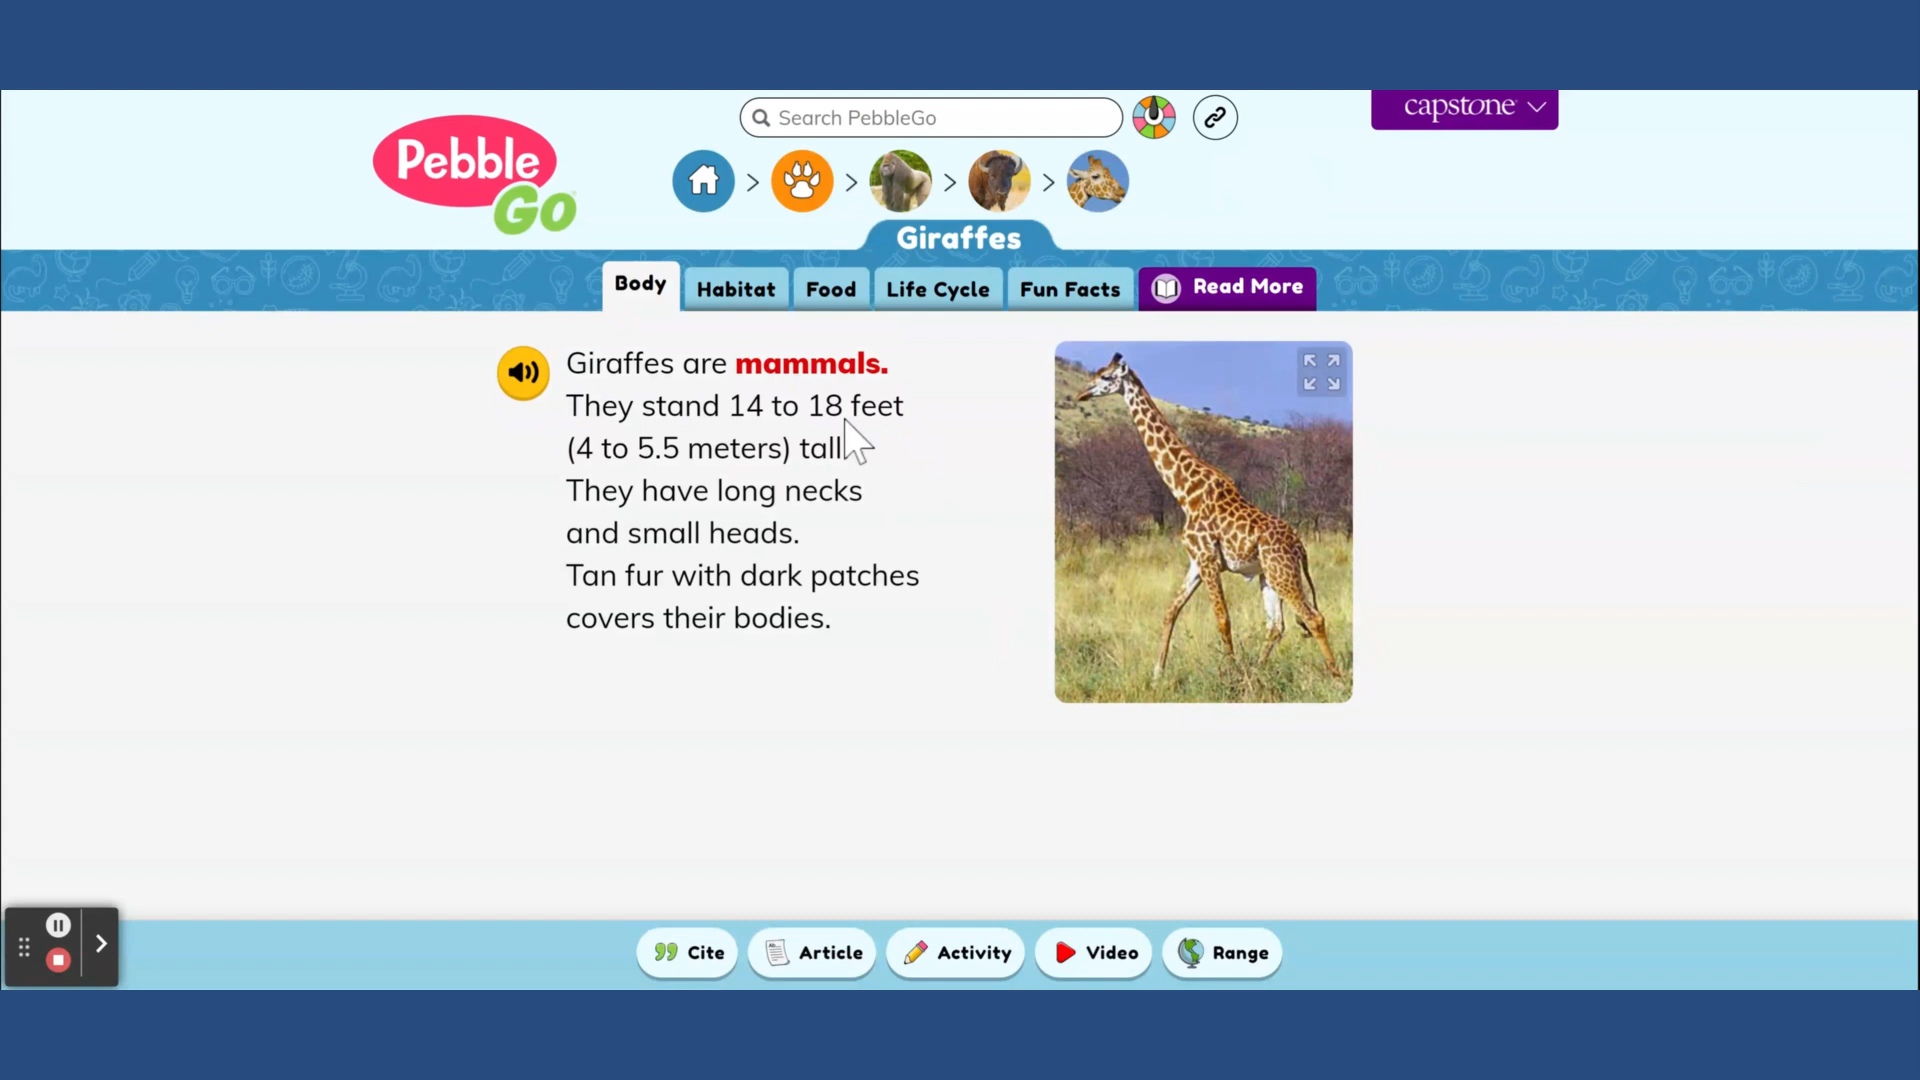 Search PebbleGo
capstone
Pebble
Go
Giraffes
Body
Habitat
Food
Life Cycle
Fun Facts
Read More
Giraffes are mammals.
They stand 14 to 18 feet
(4 to 5.5 meters) tall
They have long necks
and small heads.
Tan fur with dark patches
covers their bodies.
Cite
Article
Activity
Video
Range